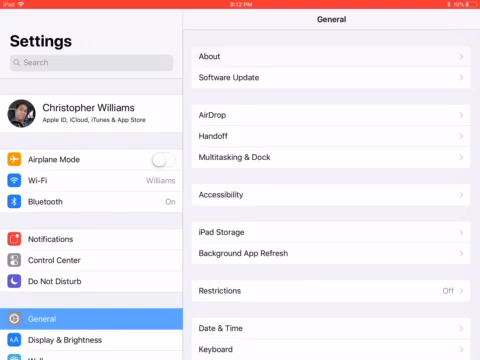 iPad
9:12 PM
19%
Settings
General
Search
Christopher Williams
Apple ID, iCloud, iTunes & App Store
Airplane Mode
Wi-Fi Williams
Bluetooth On
Notifications
Control Center
Do Not Disturb
General
AA Display & Brightness
About
Software Update
AirDrop
Handoff
Multitasking & Dock
Accessibility
iPad Storage
Background App Refresh
Restrictions Off
Date & Time
Keyboard